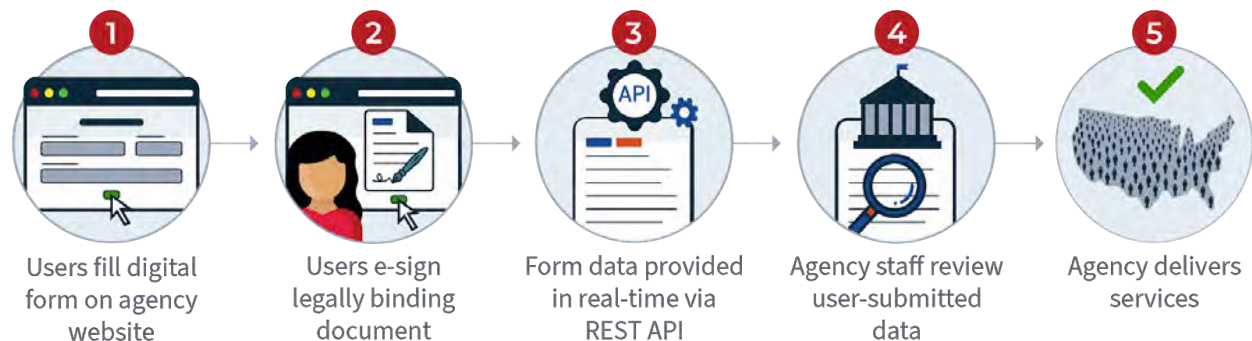 1
2
3
4
5
API
Users fill digital
form on agency
website
Users e-sign
legally binding
document
Form data provided
in real-time via
REST API
Agency staff review
user-submitted
data
Agency delivers
services